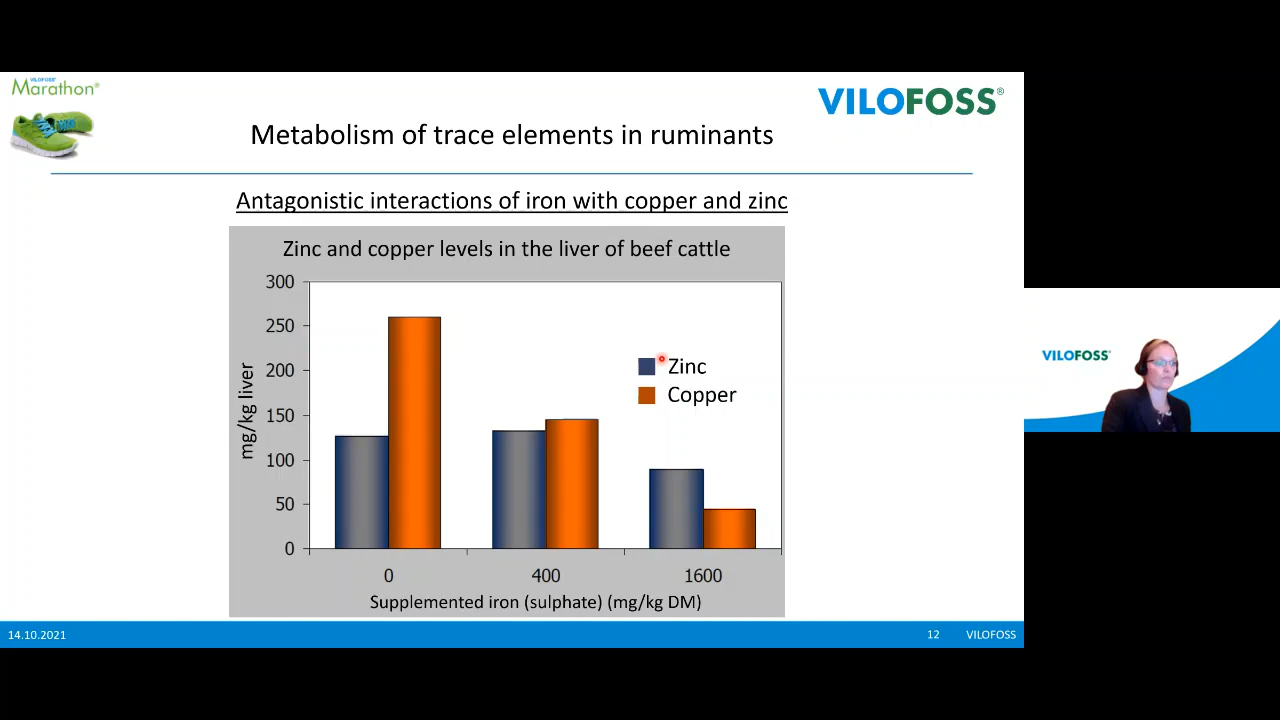 VILOFOSS®
Marathon®
VILOFOSS®
Metabolism of trace elements in ruminants
Antagonistic interactions of iron with copper and zinc
Zinc and copper levels in the liver of beef cattle
300
250
200
150
100
50
0
mg/kg liver
Zinc
Copper
0 400 1600
Supplemented iron (sulphate) (mg/kg DM)
14.10.2021 12 VILOFOSS
VILOFOSS®